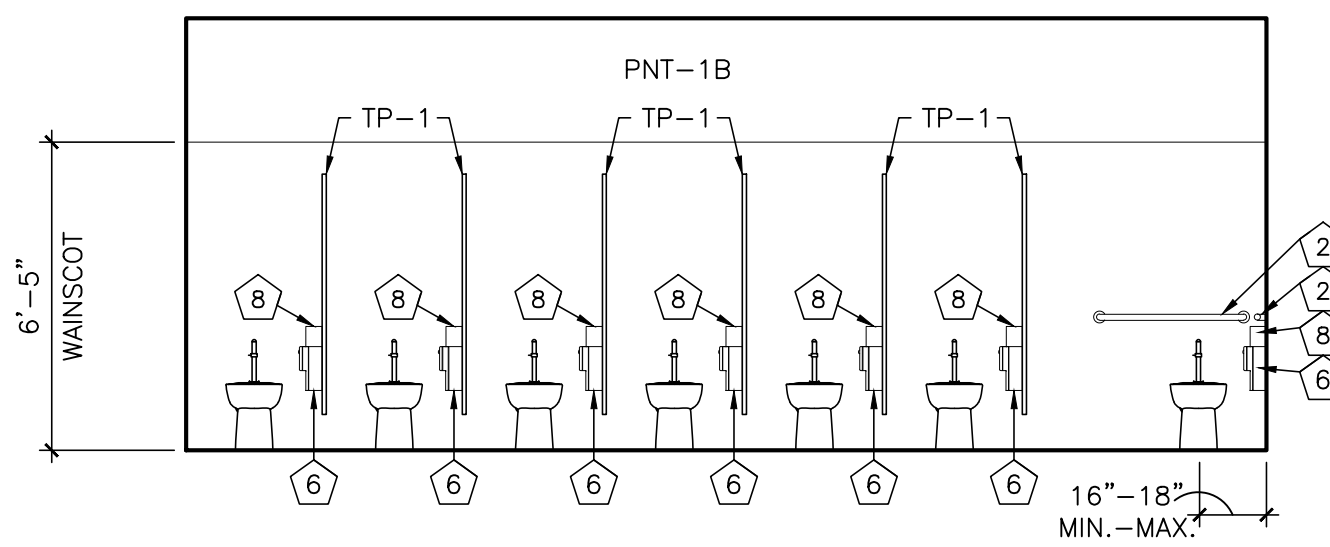 PNT-1B
TP-1 TP-1 TP-1
6'-5"
WAINSCOT
2
8 8 8 8 8 8
2
8
6
6 6 6 6 6 6
16"-18"
MIN.-MAX.